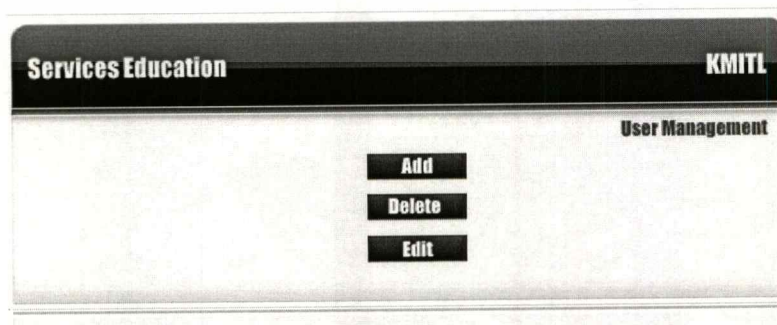 Services Education KMITL
User Management
Add
Delete
Edit